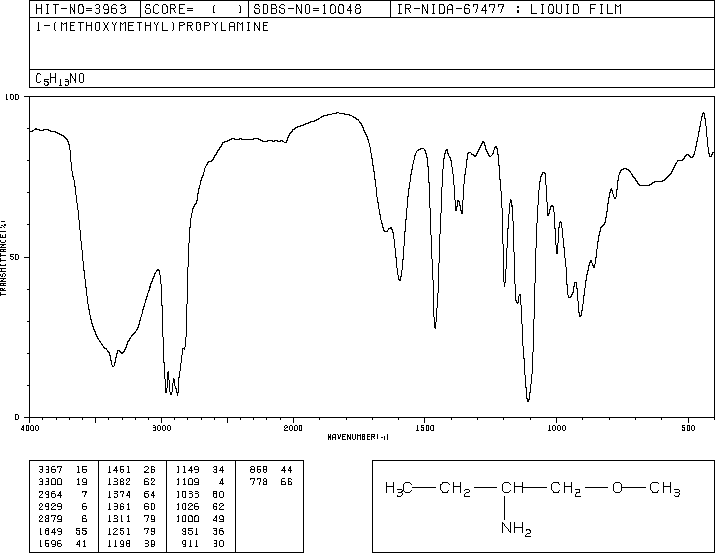 HIT-NO=3963 SCORE= ( ) SDBS-NO=10048 IR-NIDA-67477 : LIQUID FILM
1-(METHOXYMETHYL)PROPYLAMINE
C5H13NO
100
50
0
TRANSMITTANCE(%)
4000 3000 2000 1500 1000 500
WAVENUMBER(-1)
3367 15 1461 26 1149 34 868 44
3300 19 1382 62 1109 4 778 66
2964 7 1374 64 1033 60
2929 6 1361 60 1026 62
2879 6 1311 79 1000 49
1649 55 1251 79 951 36
1596 41 1198 39 911 30
H3C CH2 CH CH2 O CH3
NH2